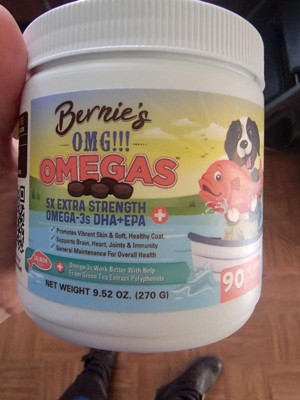 Bernie's
OMG!!!
OMEGAS™
5X EXTRA STRENGTH
OMEGA-3s DHA+EPA
Promotes Vibrant Skin & Soft, Healthy Coat
Supports Brain, Heart, Joints & Immunity
General Maintenance For Overall Health
Omega-3s Work Better With Help
From Green Tea Extract Polyphenols
90
NET WEIGHT 9.52 OZ. (270 G)